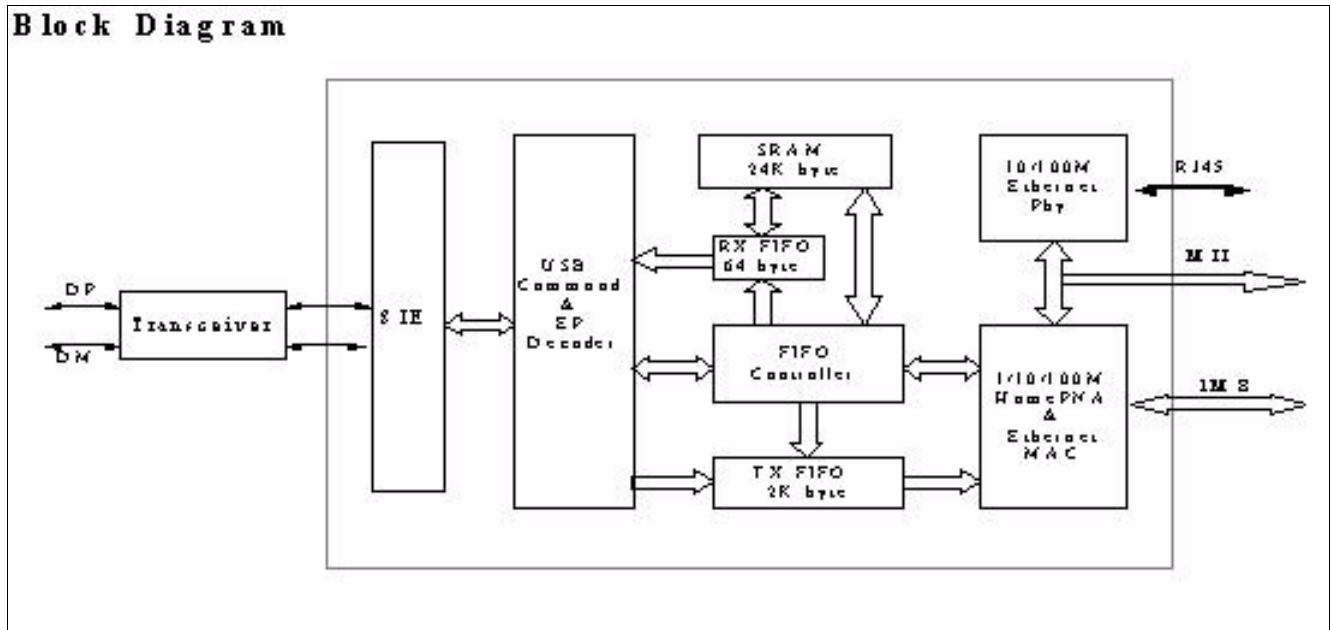 Block Diagram
SRAM
24K byte
10/100M
Ethernet
Phy
RJ45
RX FIFO
64 byte
MII
USB
Command
&
EP
Decoder
DP
Transceiver
DM
SIE
FIFO
Controller
1/10/100M
HomePNA
&
Ethernet
MAC
TX FIFO
2K byte